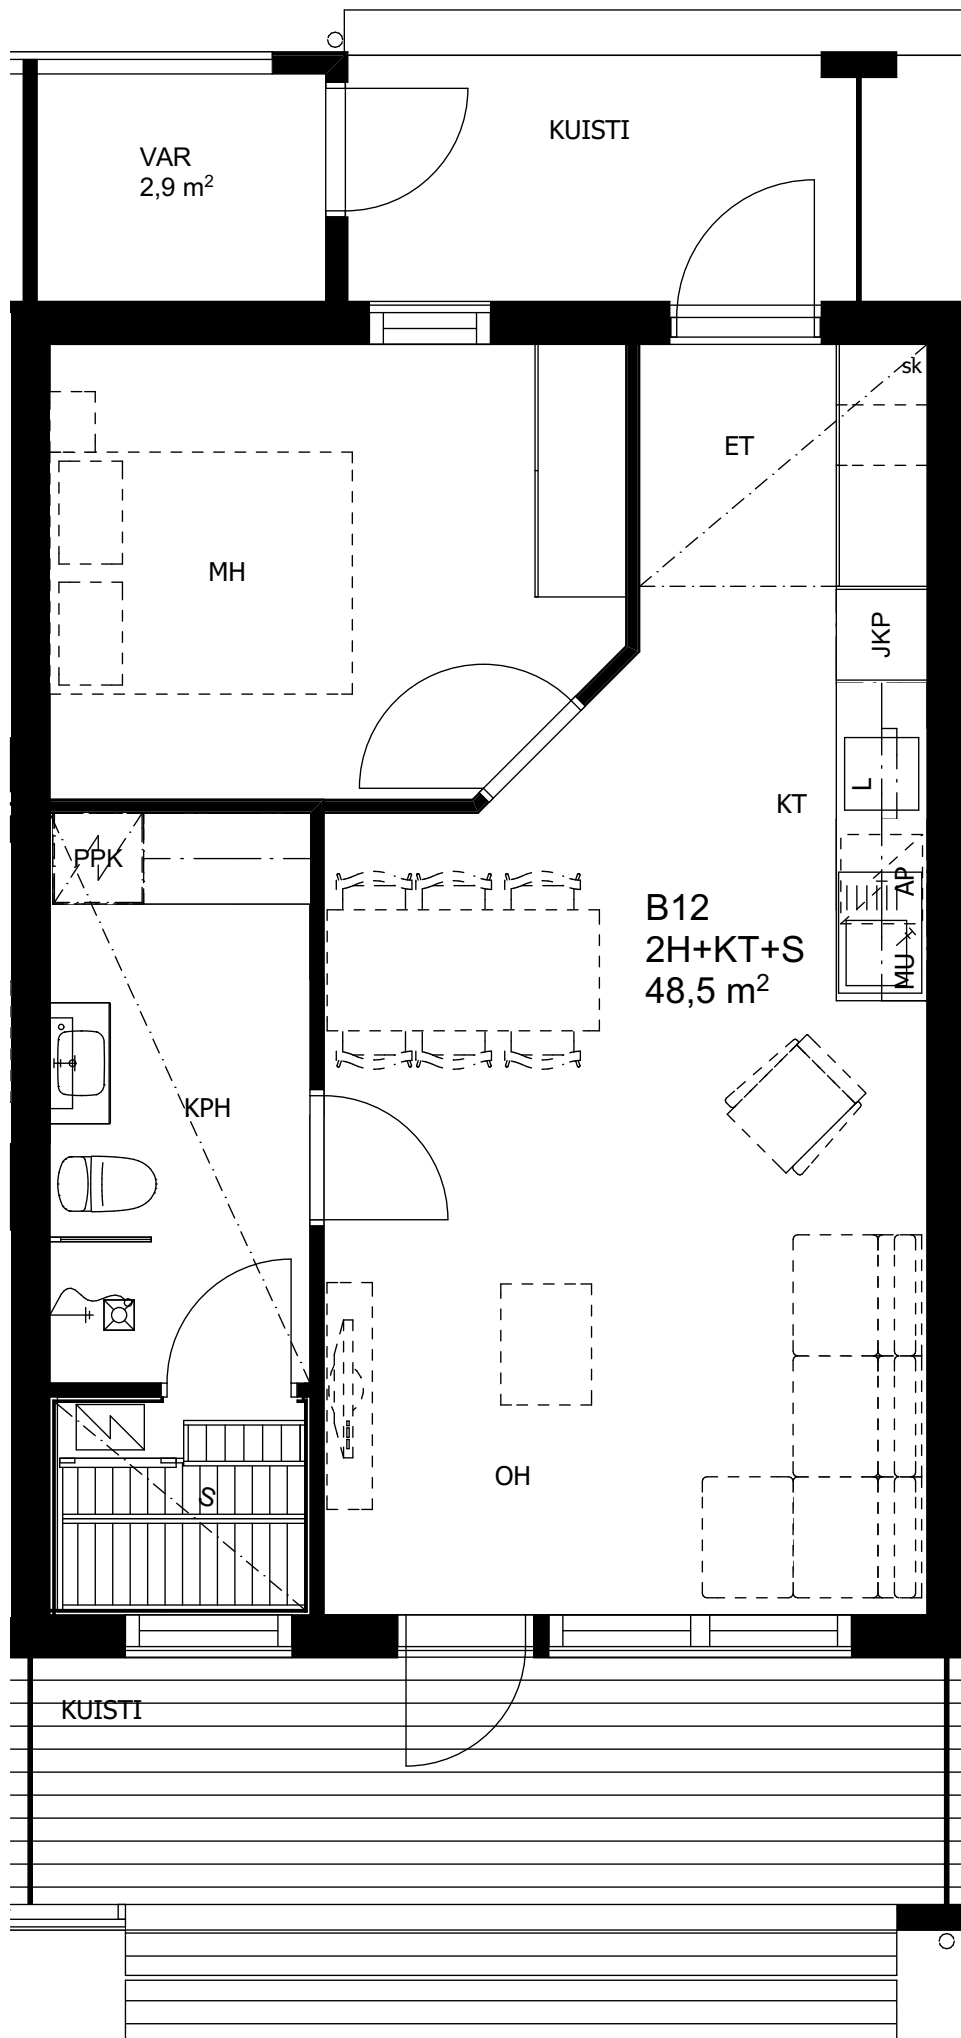 KUISTI
VAR
2,9 m²
sk
ET
MH
JKP
L
KT
PPK
AP
B12
2H+KT+S
48,5 m²
MU
KPH
OH
S
KUISTI